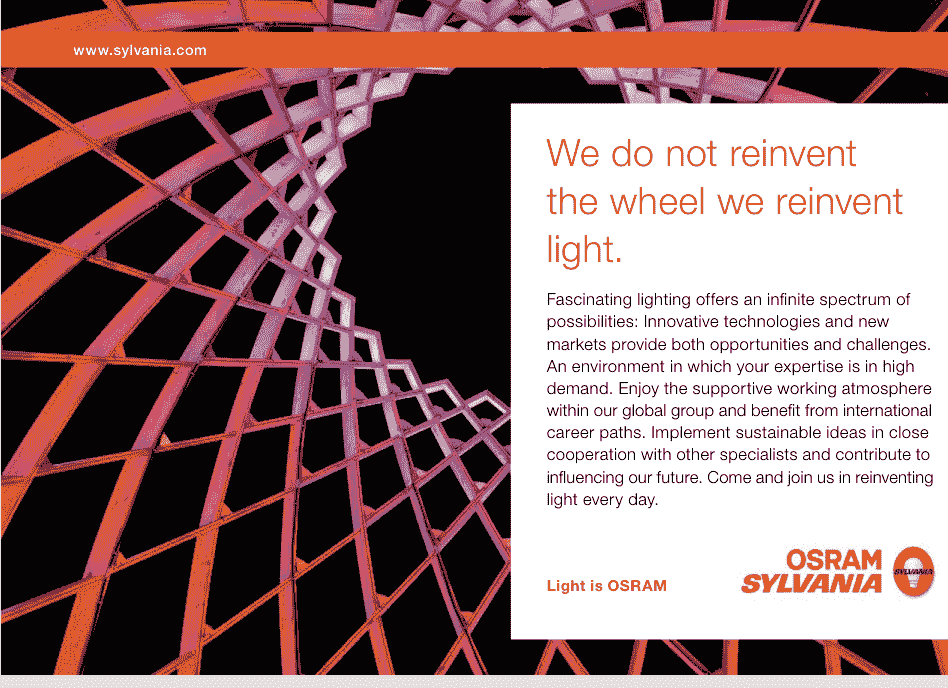 www.sylvania.com
We do not reinvent
the wheel we reinvent
light.
Fascinating lighting offers an infinite spectrum of
possibilities: Innovative technologies and new
markets provide both opportunities and challenges.
An environment in which your expertise is in high
demand. Enjoy the supportive working atmosphere
within our global group and benefit from international
career paths. Implement sustainable ideas in close
cooperation with other specialists and contribute to
influencing our future. Come and join us in reinventing
light every day.
Light is OSRAM
OSRAM
SYLVANIA
SYLVANIA